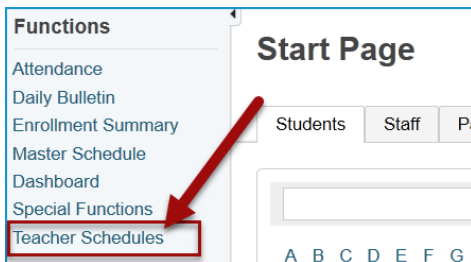 Functions
Attendance
Daily Bulletin
Enrollment Summary
Master Schedule
Dashboard
Special Functions
Teacher Schedules
Start Page
Students Staff
A B C D E F G